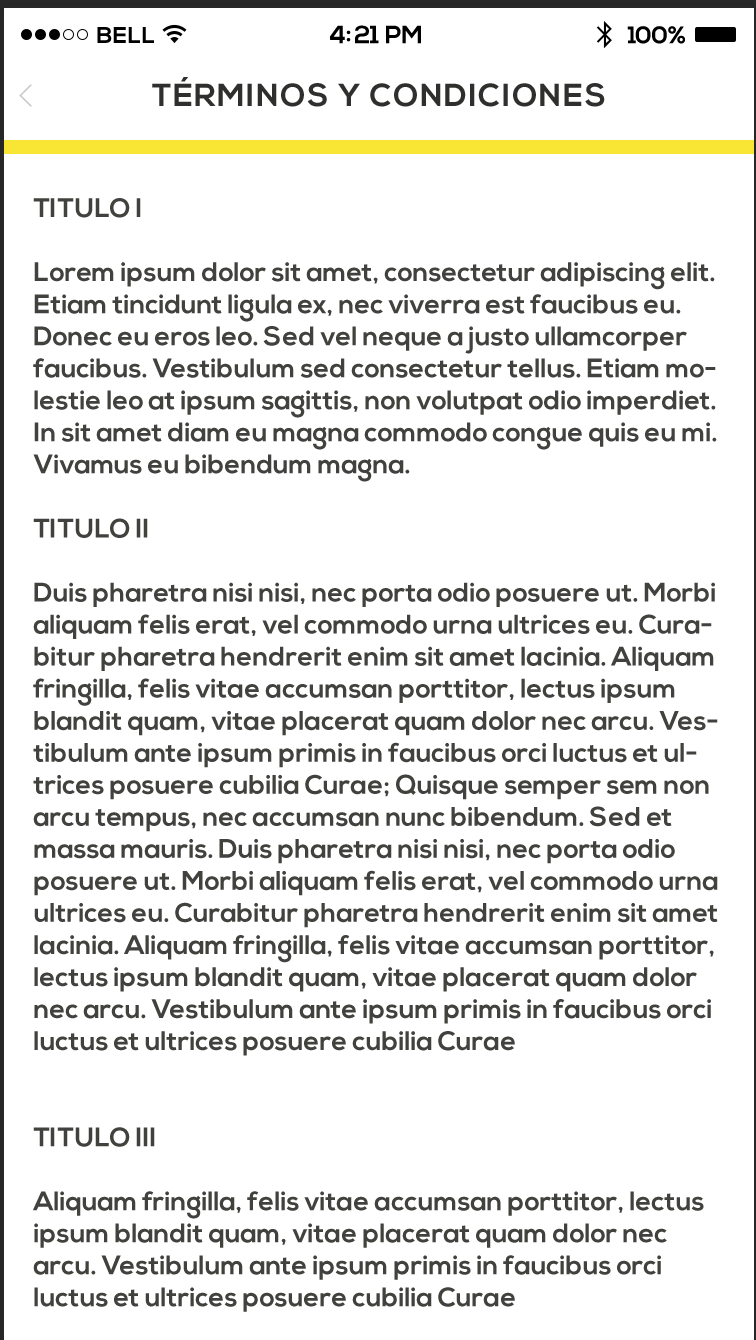 BELL 4:21 PM 100%
TÉRMINOS Y CONDICIONES
TITULO I
Lorem ipsum dolor sit amet, consectetur adipiscing elit.
Etiam tincidunt ligula ex, nec viverra est faucibus eu.
Donec eu eros leo. Sed vel neque a justo ullamcorper
faucibus. Vestibulum sed consectetur tellus. Etiam mo-
lestie leo at ipsum sagittis, non volutpat odio imperdiet.
In sit amet diam eu magna commodo congue quis eu mi.
Vivamus eu bibendum magna.
TITULO II
Duis pharetra nisi nisi, nec porta odio posuere ut. Morbi
aliquam felis erat, vel commodo urna ultrices eu. Cura-
bitur pharetra hendrerit enim sit amet lacinia. Aliquam
fringilla, felis vitae accumsan porttitor, lectus ipsum
blandit quam, vitae placerat quam dolor nec arcu. Ves-
tibulum ante ipsum primis in faucibus orci luctus et ul-
trices posuere cubilia Curae; Quisque semper sem non
arcu tempus, nec accumsan nunc bibendum. Sed et
massa mauris. Duis pharetra nisi nisi, nec porta odio
posuere ut. Morbi aliquam felis erat, vel commodo urna
ultrices eu. Curabitur pharetra hendrerit enim sit amet
lacinia. Aliquam fringilla, felis vitae accumsan porttitor,
lectus ipsum blandit quam, vitae placerat quam dolor
nec arcu. Vestibulum ante ipsum primis in faucibus orci
luctus et ultrices posuere cubilia Curae
TITULO III
Aliquam fringilla, felis vitae accumsan porttitor, lectus
ipsum blandit quam, vitae placerat quam dolor nec
arcu. Vestibulum ante ipsum primis in faucibus orci
luctus et ultrices posuere cubilia Curae